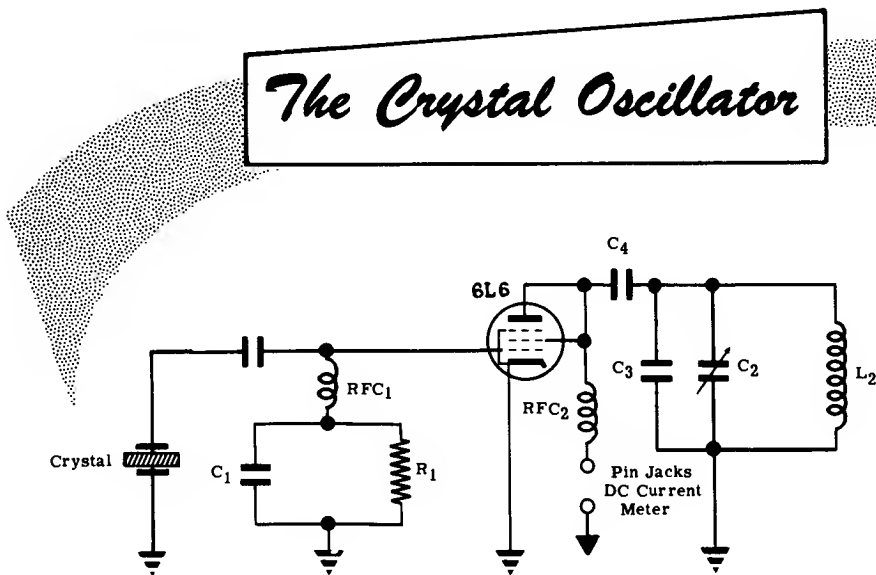 The Crystal Oscillator
C4
6L6
C3
C2
L2
RFC1
RFC2
Crystal
C1
R1
Pin Jacks
DC Current
Meter